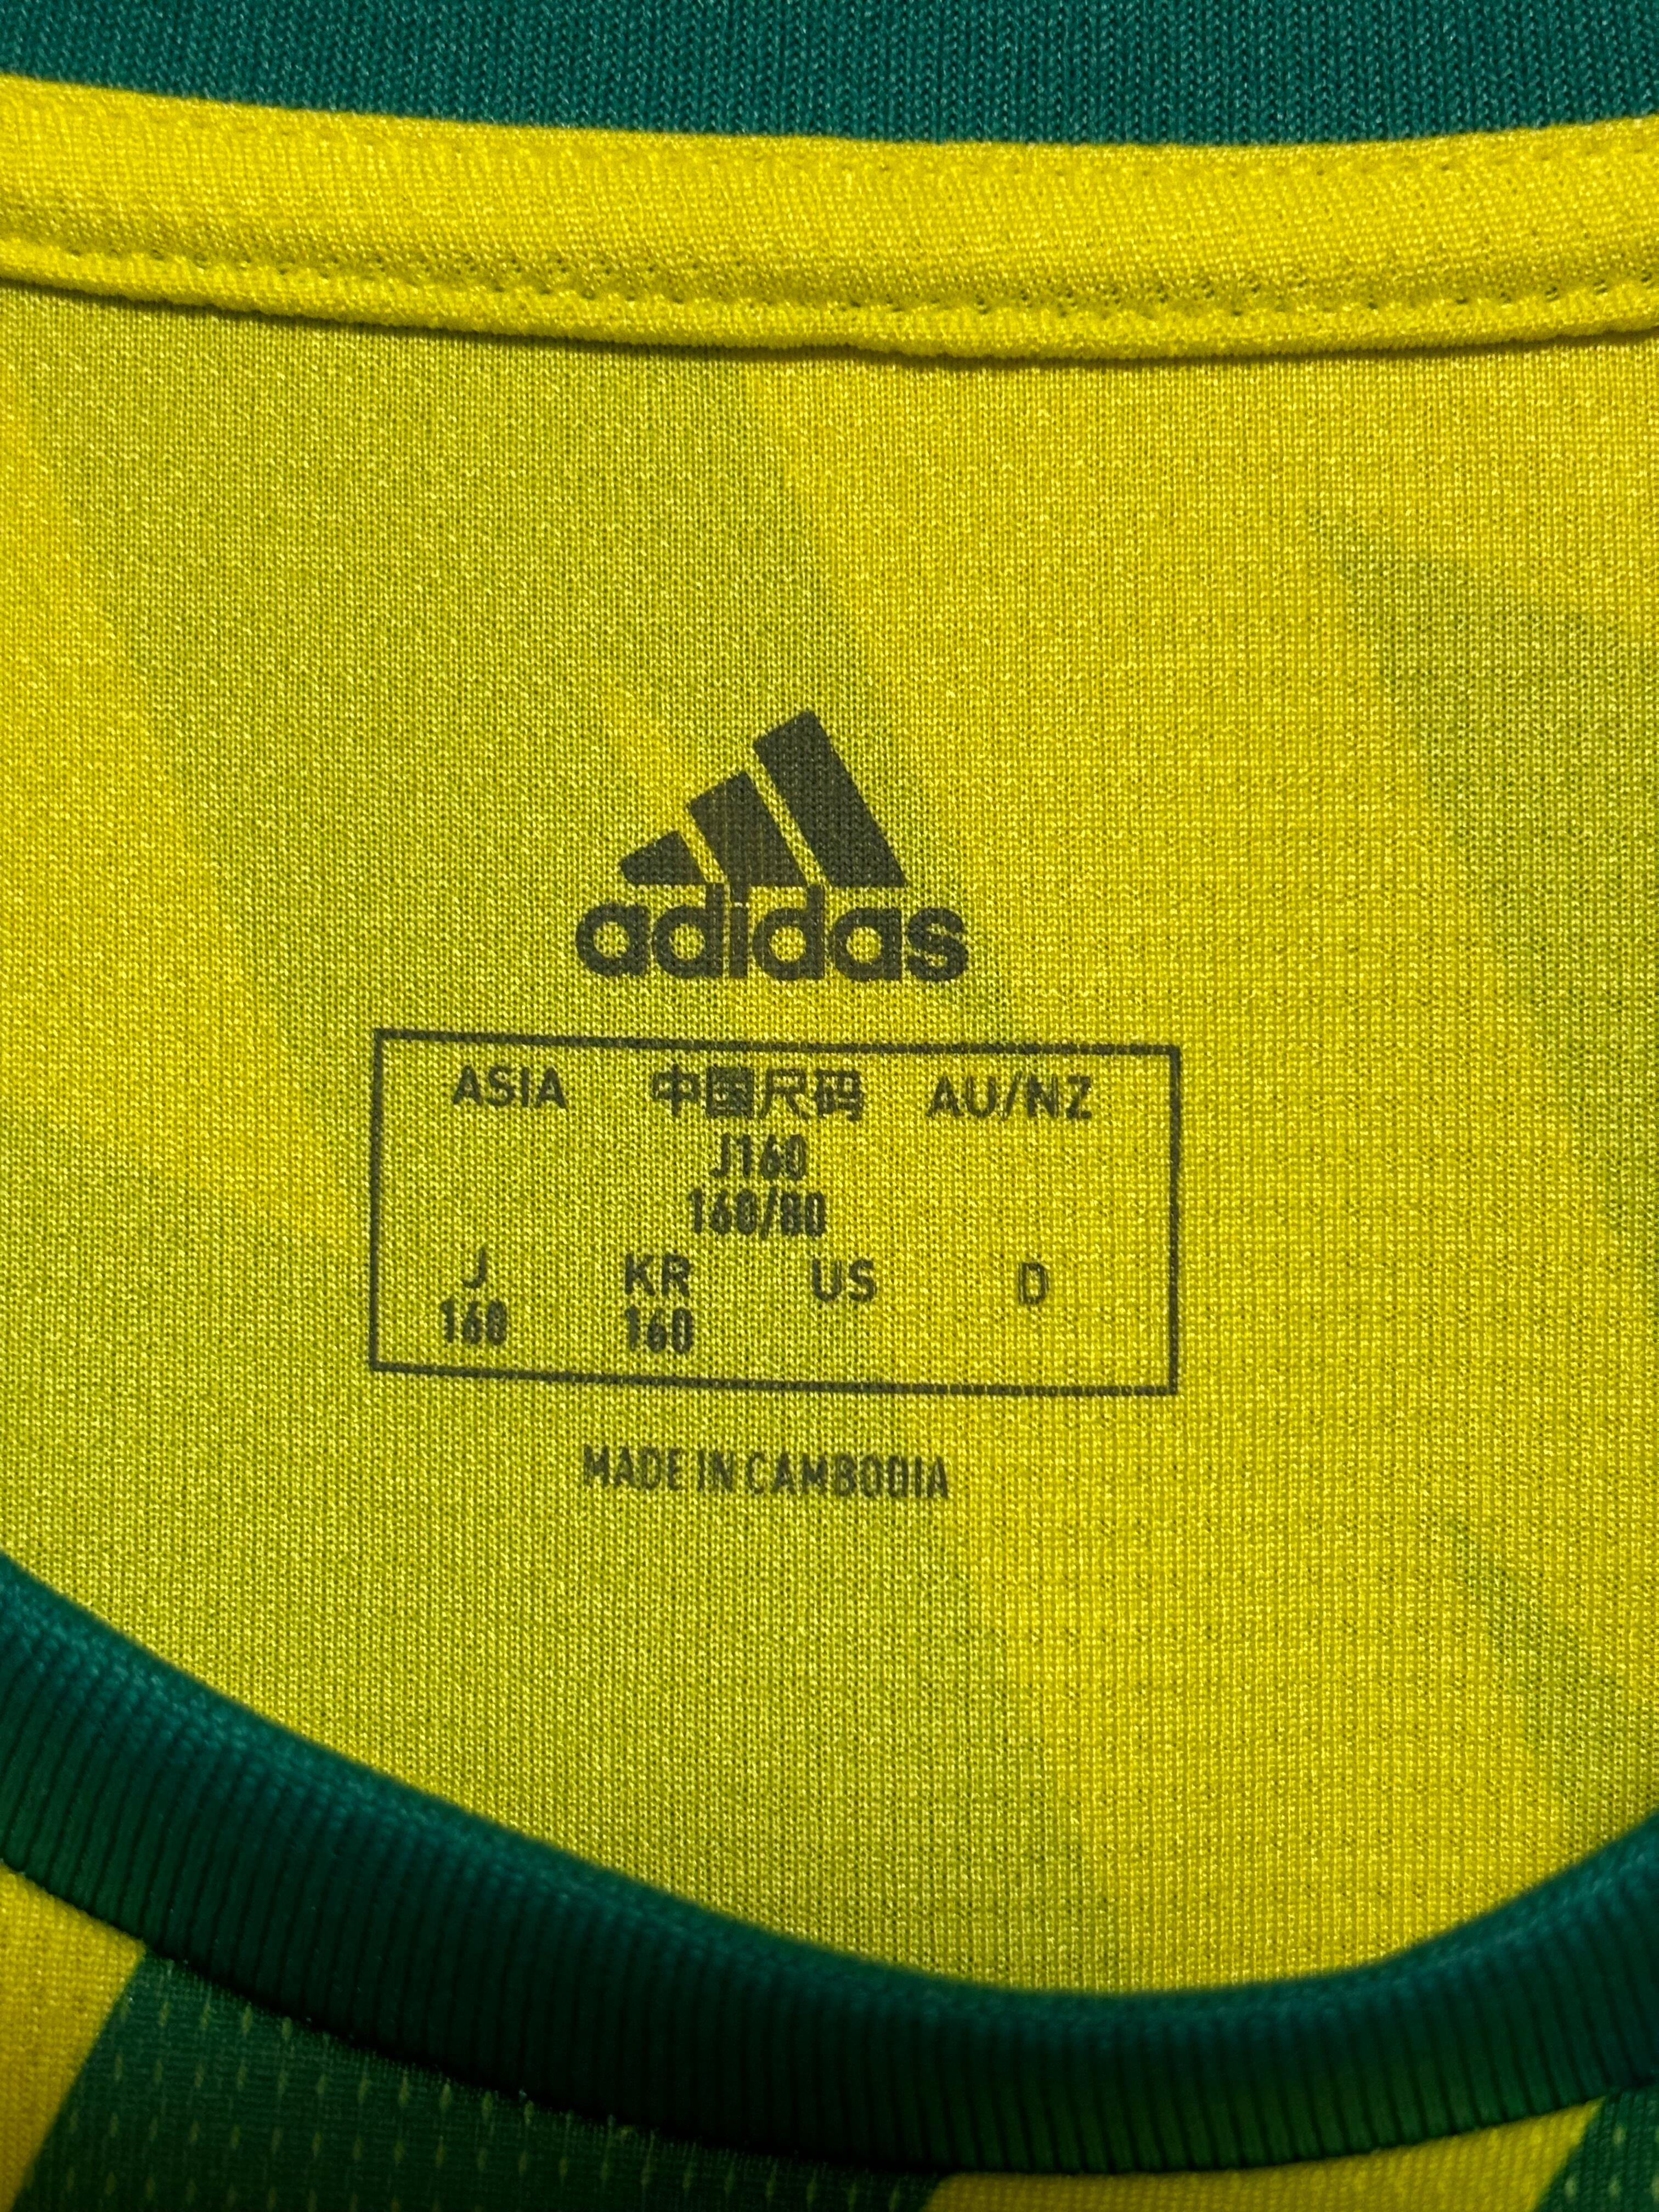 adidas
ASIA 中国尺码 AU/NZ
J160
160/80
J KR US D
160 160
MADE IN CAMBODIA